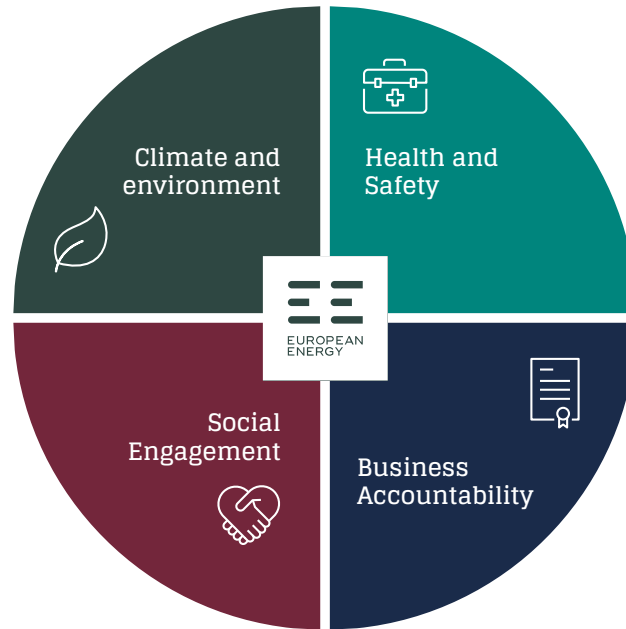 Climate and
environment
Health and
Safety
EUROPEAN
ENERGY
Social
Engagement
Business
Accountability